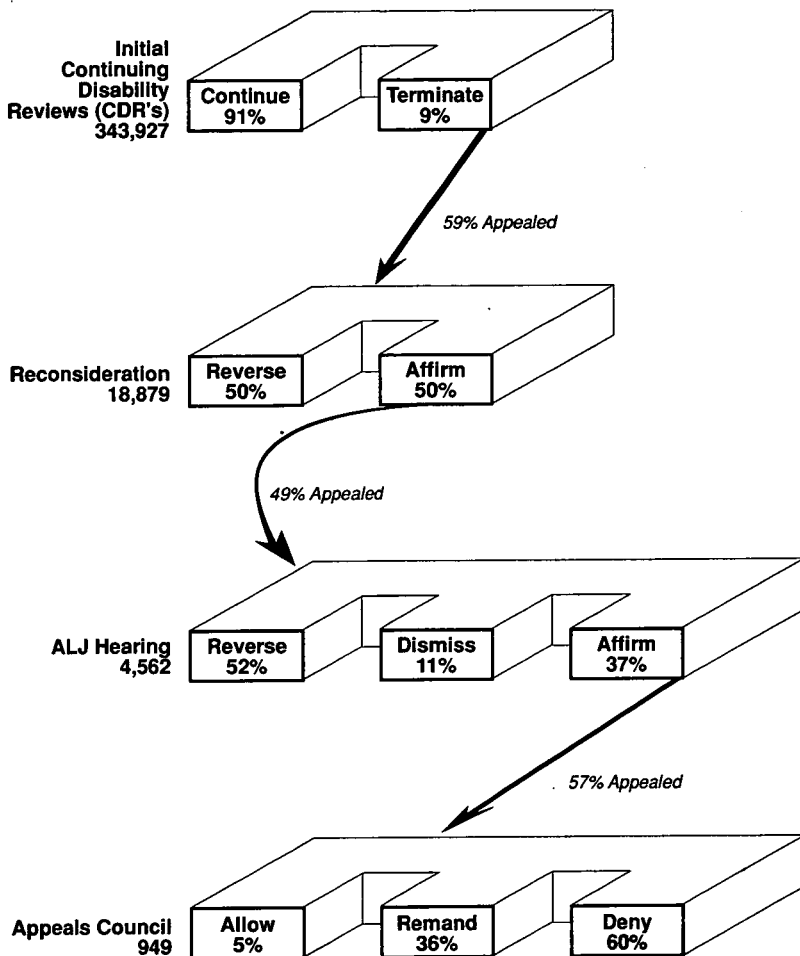 Initial
Continuing
Disability
Reviews (CDR's)
343,927
Continue
91%
Terminate
9%
59% Appealed
Reconsideration
18,879
Reverse
50%
Affirm
50%
49% Appealed
ALJ Hearing
4,562
Reverse
52%
Dismiss
11%
Affirm
37%
57% Appealed
Appeals Council
949
Allow
5%
Remand
36%
Deny
60%